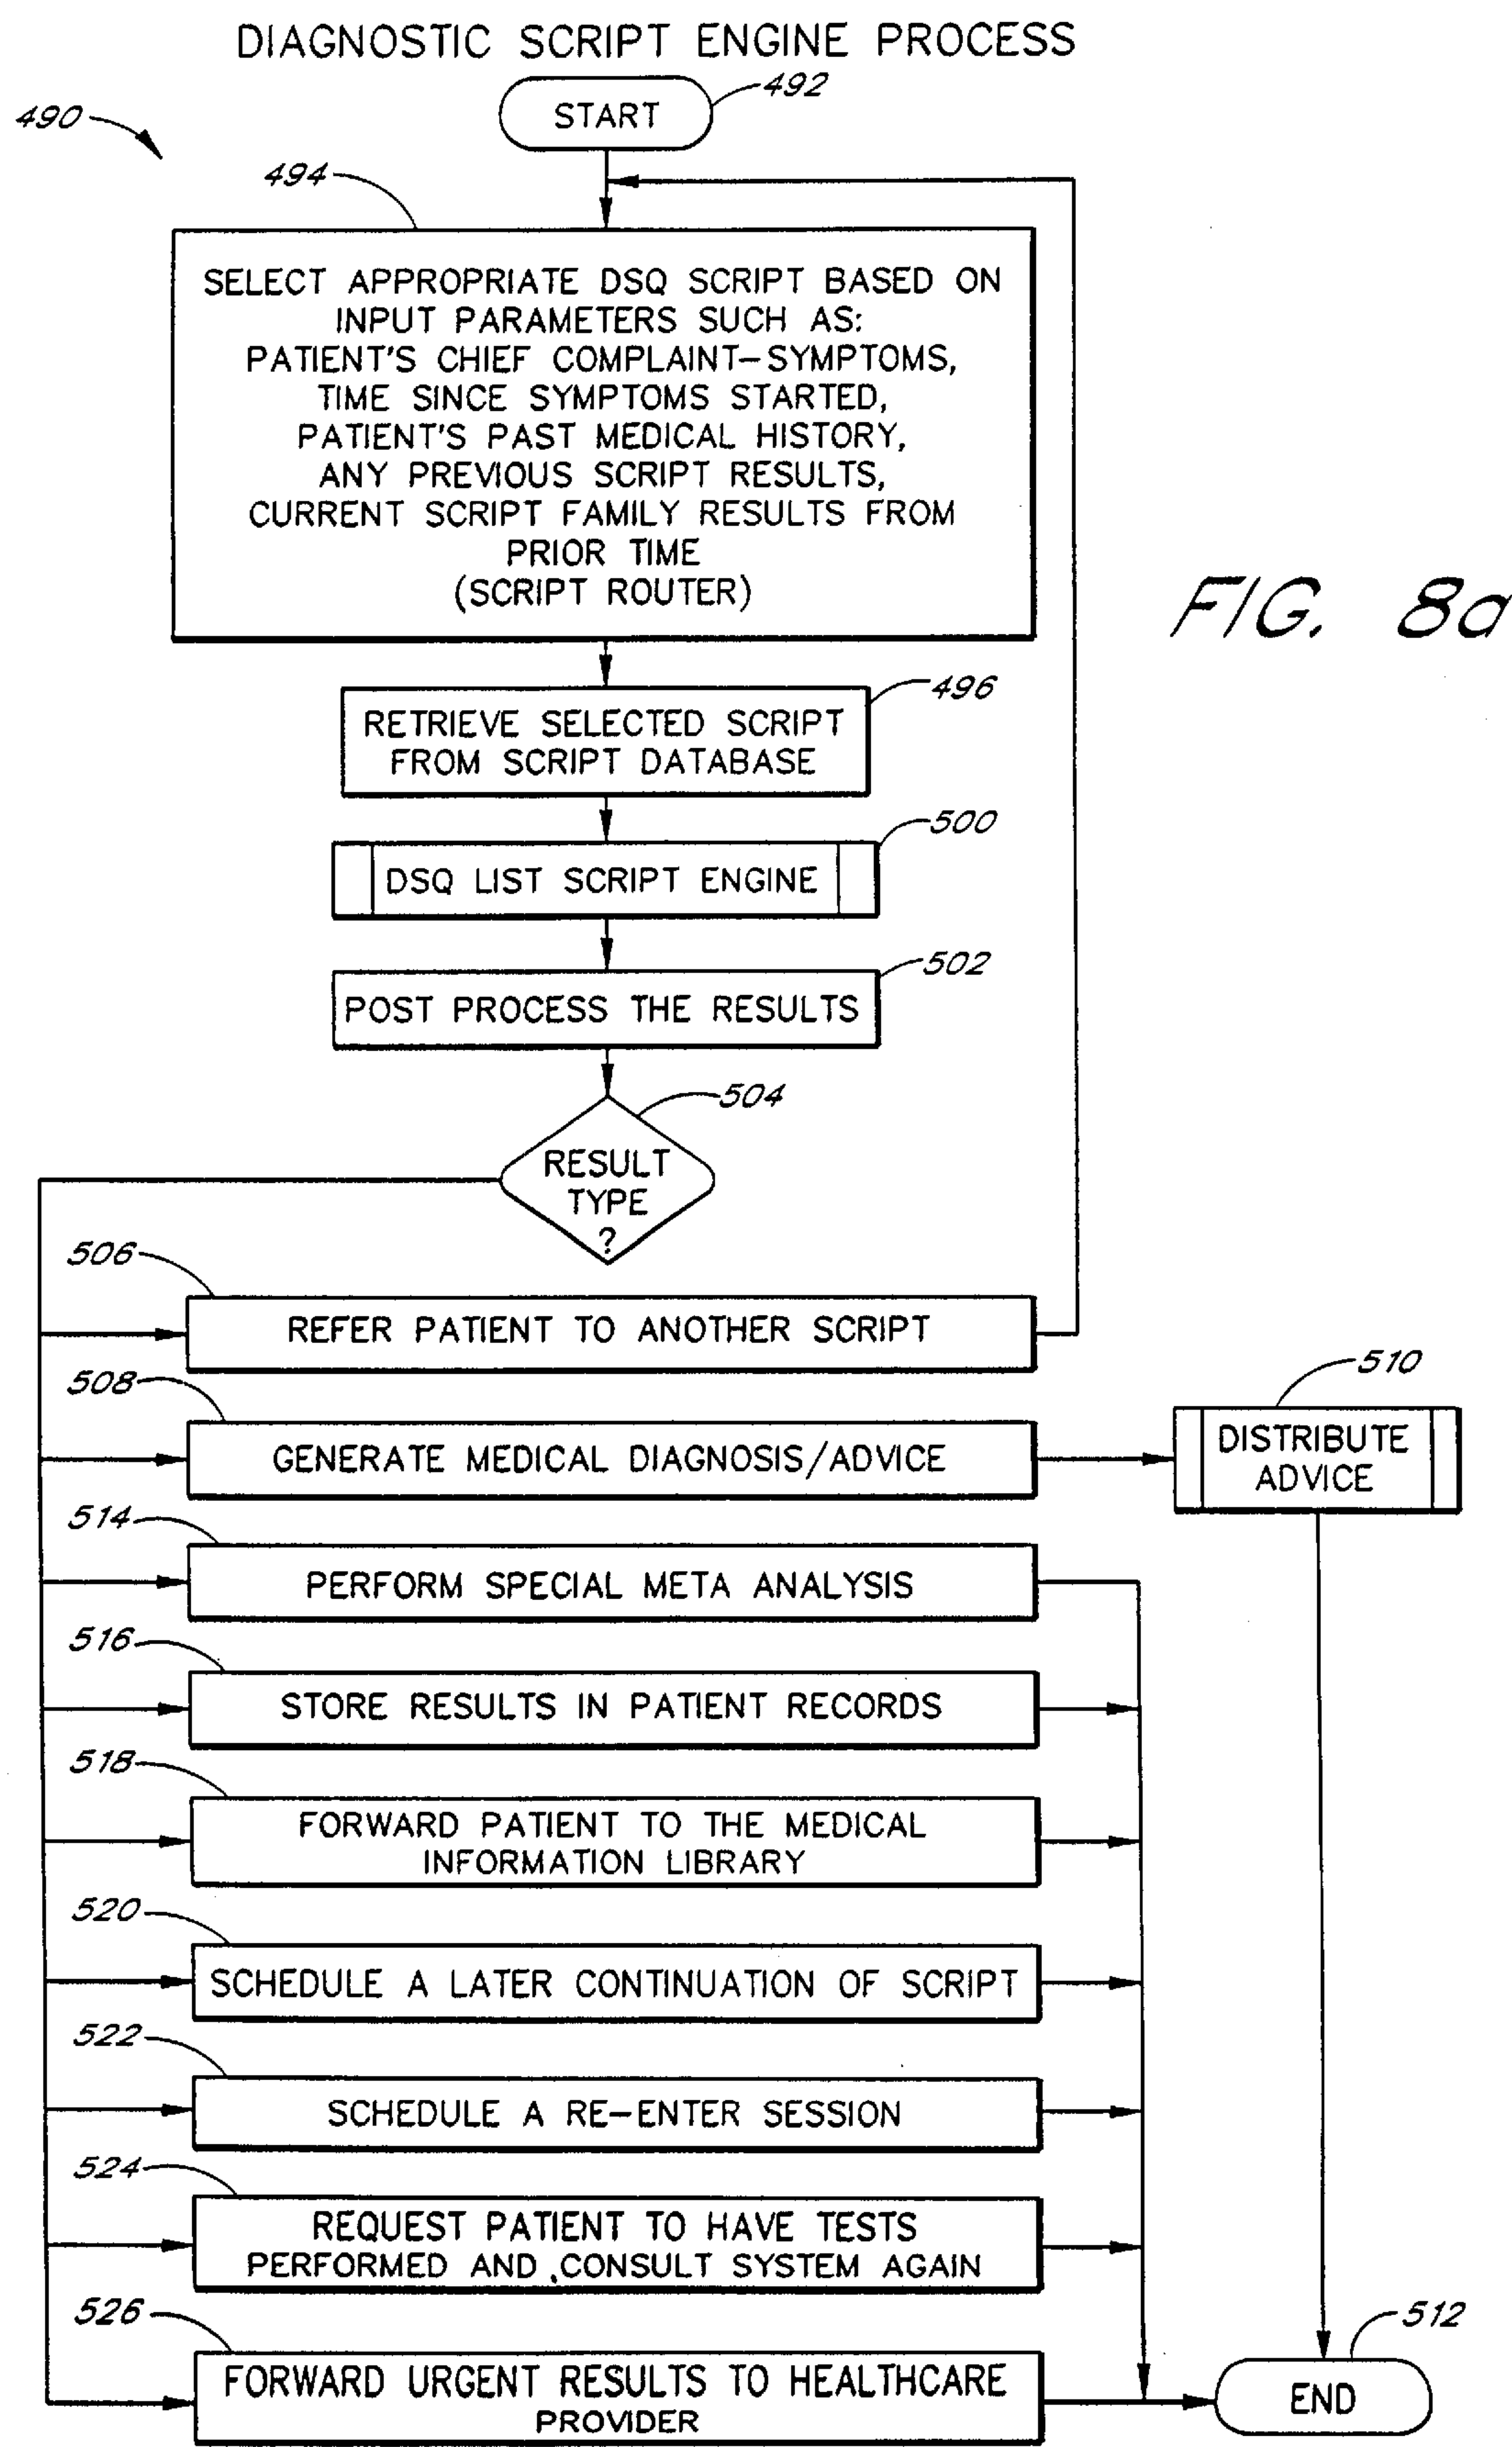 DIAGNOSTIC SCRIPT ENGINE PROCESS
START
492
490
494
SELECT APPROPRIATE DSQ SCRIPT BASED ON
INPUT PARAMETERS SUCH AS:
PATIENT'S CHIEF COMPLAINT-SYMPTOMS,
TIME SINCE SYMPTOMS STARTED,
PATIENT'S PAST MEDICAL HISTORY,
ANY PREVIOUS SCRIPT RESULTS,
CURRENT SCRIPT FAMILY RESULTS FROM
PRIOR TIME
(SCRIPT ROUTER)
FIG. 8a
496
RETRIEVE SELECTED SCRIPT
FROM SCRIPT DATABASE
500
DSQ LIST SCRIPT ENGINE
502
POST PROCESS THE RESULTS
504
RESULT
TYPE
?
506
REFER PATIENT TO ANOTHER SCRIPT
508
GENERATE MEDICAL DIAGNOSIS/ADVICE
510
DISTRIBUTE
ADVICE
514
PERFORM SPECIAL META ANALYSIS
516
STORE RESULTS IN PATIENT RECORDS
518
FORWARD PATIENT TO THE MEDICAL
INFORMATION LIBRARY
520
SCHEDULE A LATER CONTINUATION OF SCRIPT
522
SCHEDULE A RE-ENTER SESSION
524
REQUEST PATIENT TO HAVE TESTS
PERFORMED AND CONSULT SYSTEM AGAIN
526
FORWARD URGENT RESULTS TO HEALTHCARE
PROVIDER
512
END